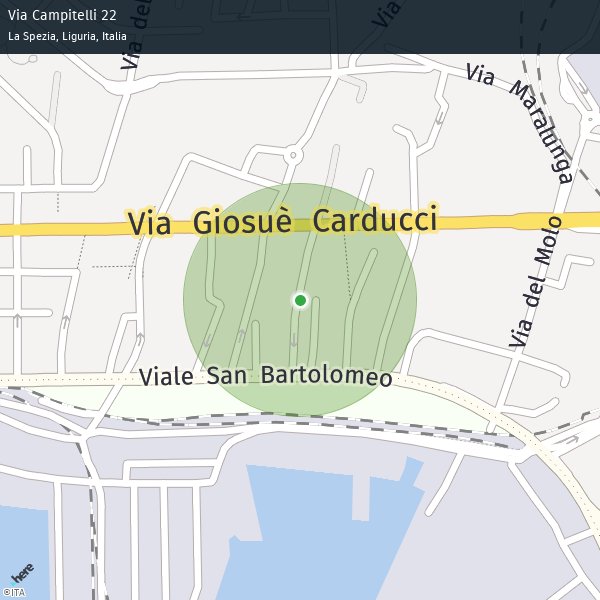 Via Campitelli 22
La Spezia, Liguria, Italia
Via del
Via
Via Maralunga
Via Giosuè Carducci
Via del Molo
Viale San Bartolomeo
here
©ITA